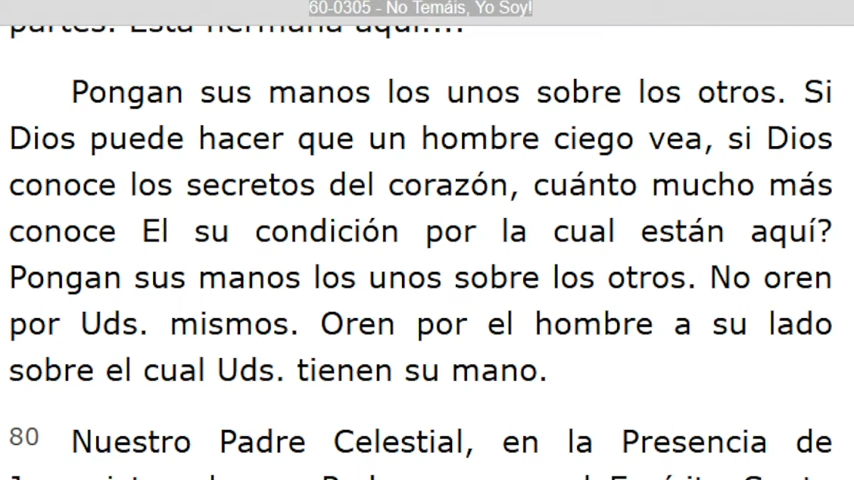 60-0305 - No Temáis, Yo Soy!
partes. Esta hermana aquí....
Pongan sus manos los unos sobre los otros. Si
Dios puede hacer que un hombre ciego vea, si Dios
conoce los secretos del corazón, cuánto mucho más
conoce El su condición por la cual están aquí?
Pongan sus manos los unos sobre los otros. No oren
por Uds. mismos. Oren por el hombre a su lado
sobre el cual Uds. tienen su mano.
80 Nuestro Padre Celestial, en la Presencia de